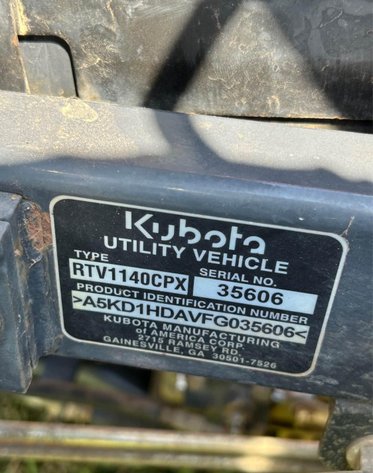 Kubota
UTILITY VEHICLE
TYPE SERIAL NO.
RTV1140CPX 35606
PRODUCT IDENTIFICATION NUMBER
>A5KD1HDAVFG035606<
KUBOTA MANUFACTURING
of AMERICA CORP.
2715 RAMSEY RD.
GAINESVILLE, GA 30501-7526